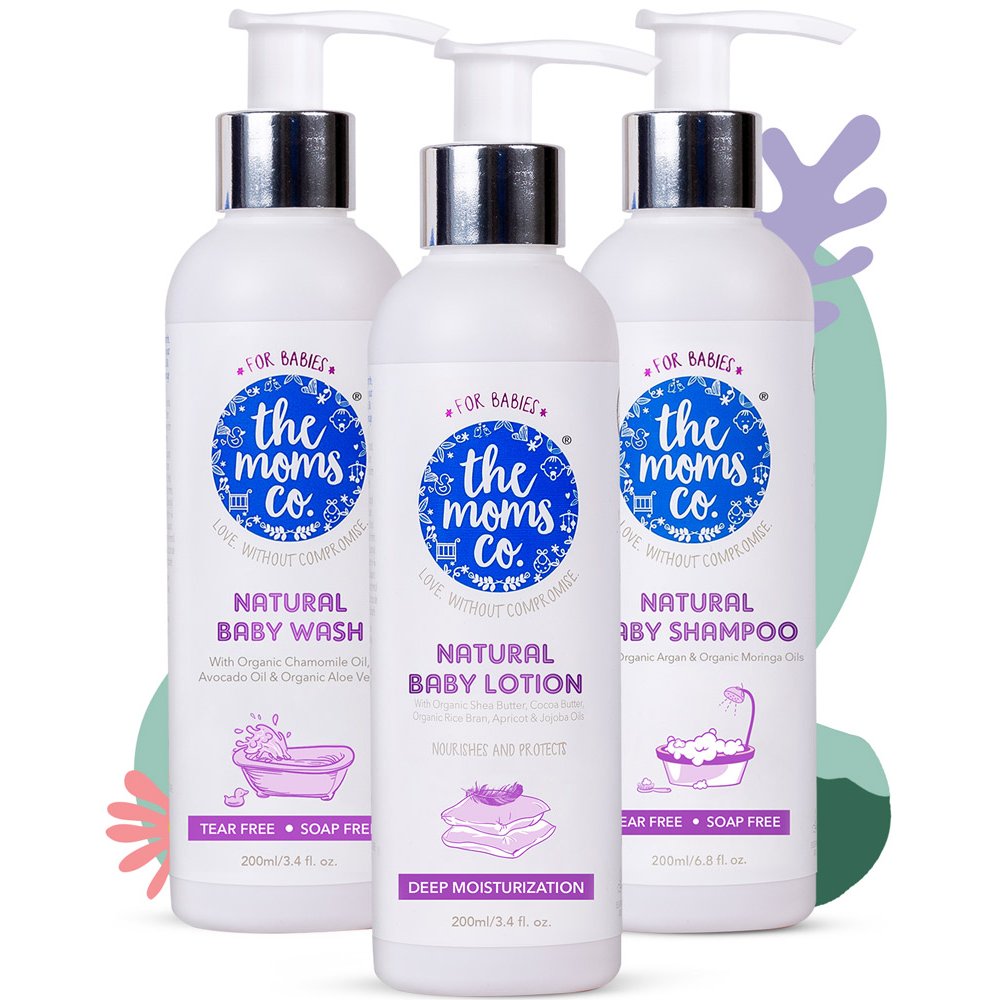 FOR BABIES
the
moms
co.
®
LOVE. WITHOUT COMPROMISE.
NATURAL
BABY WASH
With Organic Chamomile Oil,
Avocado Oil & Organic Aloe Ve
TEAR FREE • SOAP FREE
200ml/3.4 fl. oz.
FOR BABIES
the
moms
co.
®
LOVE. WITHOUT COMPROMISE.
NATURAL
BABY LOTION
With Organic Shea Butter, Cocoa Butter,
Organic Rice Bran, Apricot & Jojoba Oils
NOURISHES AND PROTECTS
DEEP MOISTURIZATION
200ml/3.4 fl. oz.
FOR BABIES
the
moms
co.
®
LOVE. WITHOUT COMPROMISE.
NATURAL
ABY SHAMPOO
Organic Argan & Organic Moringa Oils
EAR FREE • SOAP FREE
200ml/6.8 fl. oz.